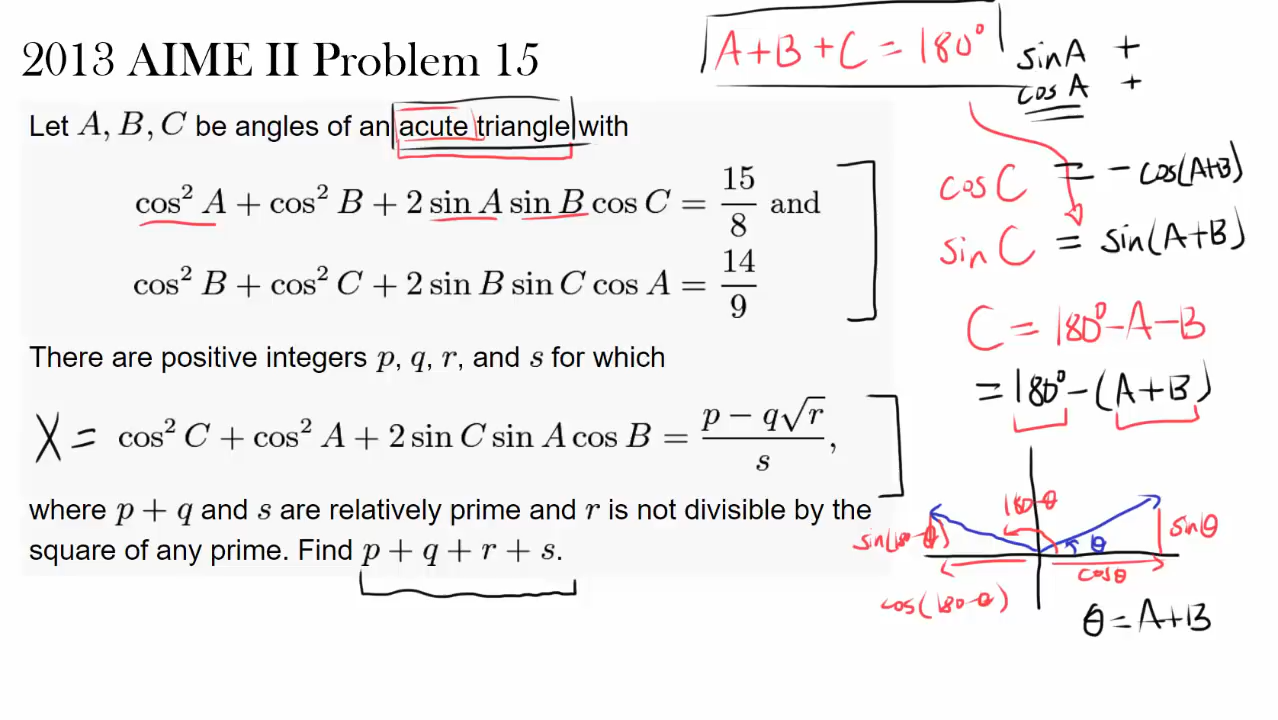 2013 AIME II Problem 15
A+B+C = 180°
sin A +
cos A +
Let A, B, C be angles of an acute triangle with
cos² A + cos² B + 2 sin A sin B cos C = 15/8 and
cos² B + cos² C + 2 sin B sin C cos A = 14/9
cos C = -cos(A+B)
sin C = sin(A+B)
C = 180°-A-B
= 180°-(A+B)
There are positive integers p, q, r, and s for which
X = cos² C + cos² A + 2 sin C sin A cos B = (p − q√r)/s,
where p + q and s are relatively prime and r is not divisible by the
square of any prime. Find p + q + r + s.
180-θ
sin(180-θ)
θ
sinθ
cosθ
cos(180-θ)
θ = A+B